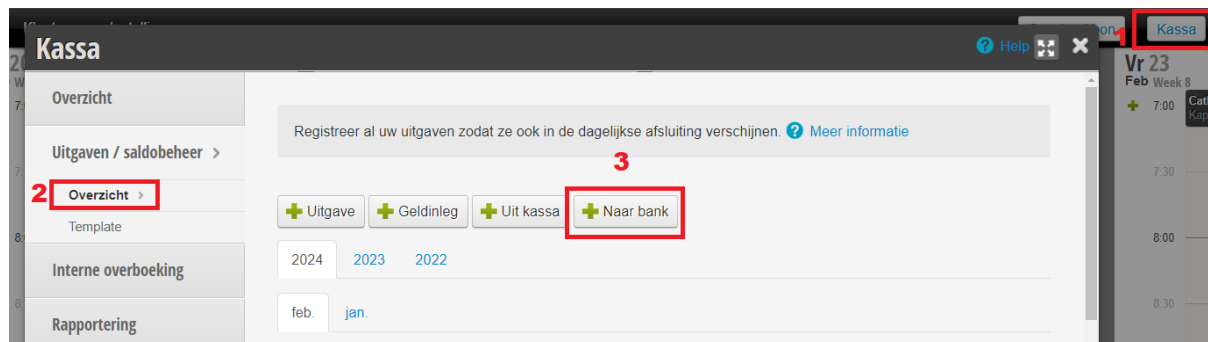 Kassa
1
Kassa
Help
Vr 23
Feb Week 8
7:00
Kap
7:30
8:00
8:30
Overzicht
Uitgaven / saldobeheer >
2
Overzicht >
Template
Interne overboeking
Rapportering
Registreer al uw uitgaven zodat ze ook in de dagelijkse afsluiting verschijnen. ? Meer informatie
3
Uitgave Geldinleg Uit kassa Naar bank
2024 2023 2022
feb. jan.